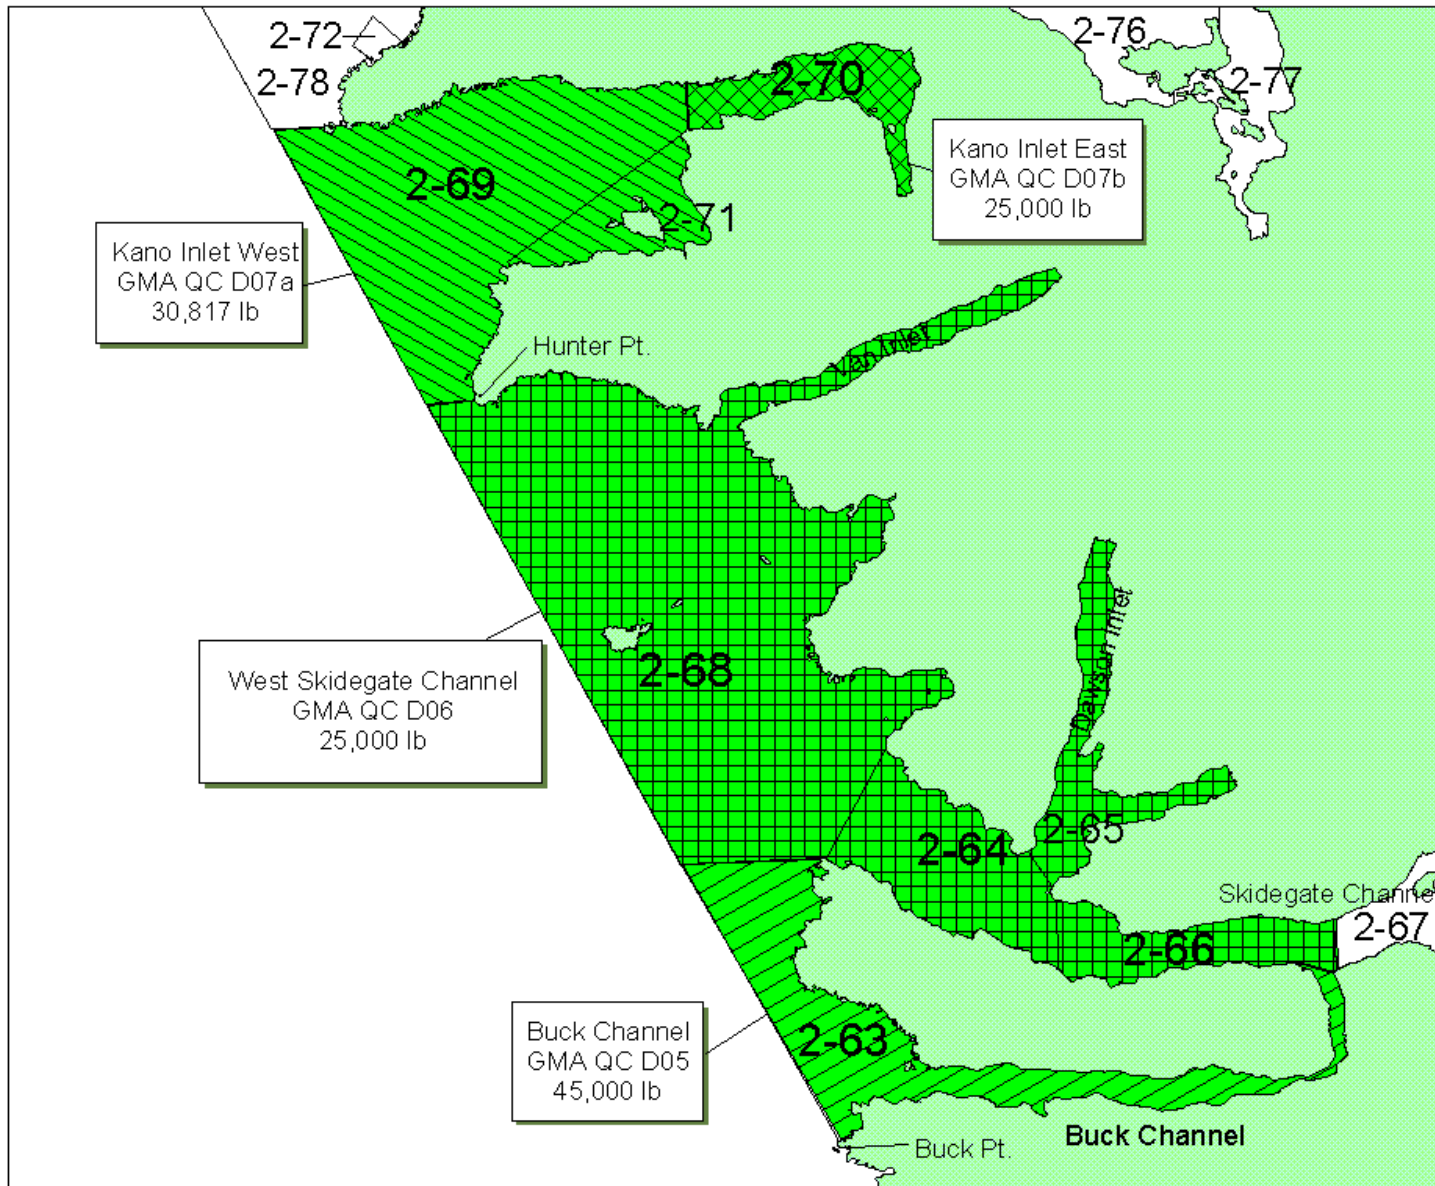 2-72
2-76
2-78
2-70
2-77
Kano Inlet East
GMA QC D07b
25,000 lb
2-69
2-71
Kano Inlet West
GMA QC D07a
30,817 lb
Hunter Pt.
Van Inlet
Dawson Inlet
2-68
West Skidegate Channel
GMA QC D06
25,000 lb
2-65
2-64
Skidegate Channe
2-67
2-66
Buck Channel
GMA QC D05
45,000 lb
2-63
Buck Channel
Buck Pt.